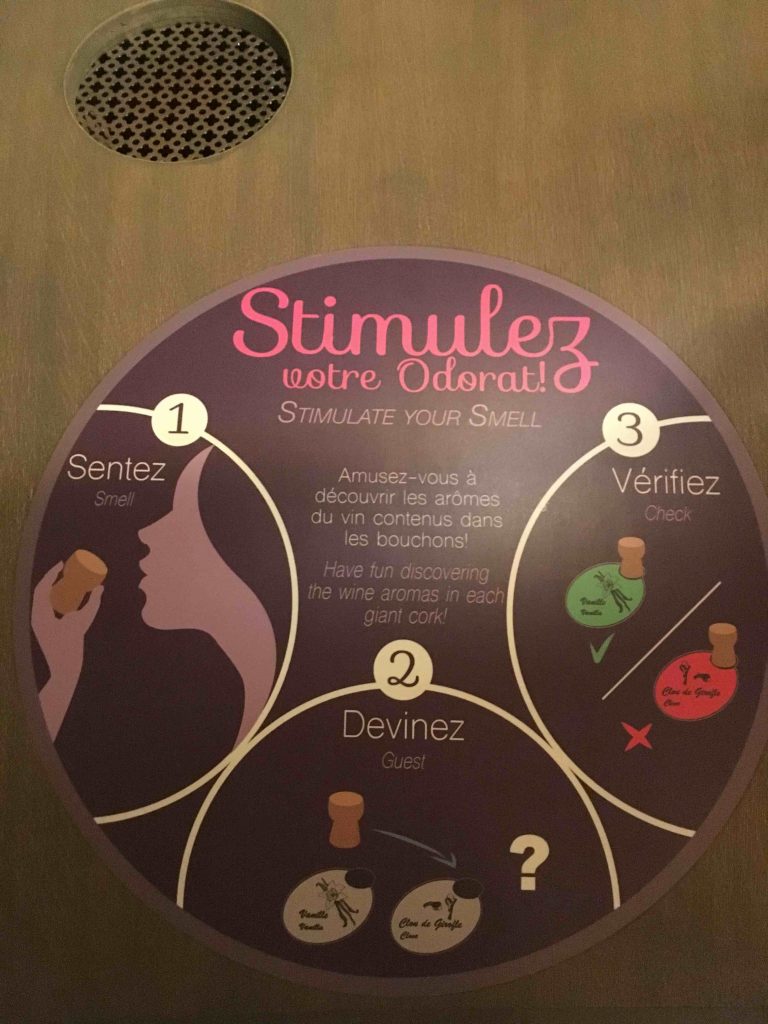 Stimulez
votre Odorat!
STIMULATE YOUR SMELL
Amusez-vous à
découvrir les arômes
du vin contenus dans
les bouchons!
Have fun discovering
the wine aromas in each
giant cork!
1
Sentez
Smell
2
Devinez
Guest
?
Vanille
Vanilla
Clou de Girofle
Clove
3
Vérifiez
Check
Vanille
Vanilla
Clou de Girofle
Clove